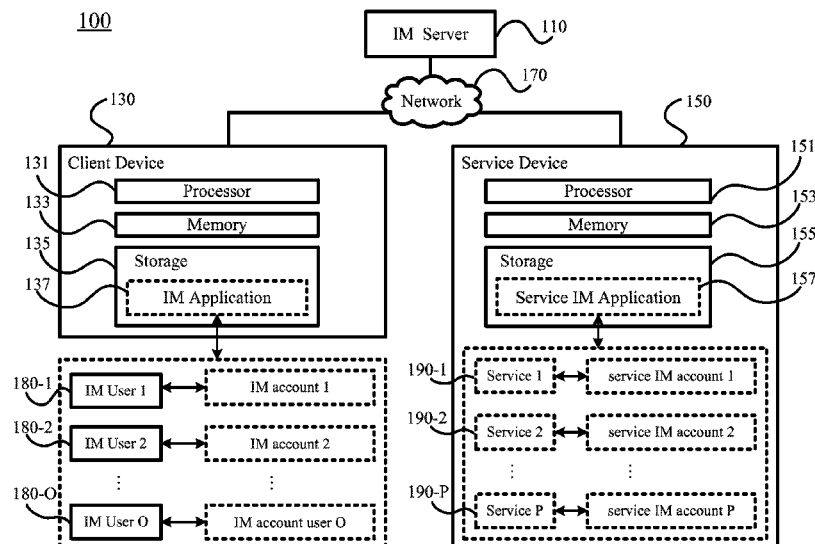 100
IM Server
110
170
Network
130
150
Client Device
Service Device
131
Processor
Processor
151
133
Memory
Memory
153
135
Storage
Storage
155
137
IM Application
Service IM Application
157
180-1
IM User 1
IM account 1
190-1
Service 1
service IM account 1
180-2
IM User 2
IM account 2
190-2
Service 2
service IM account 2
180-O
IM User O
IM account user O
190-P
Service P
service IM account P